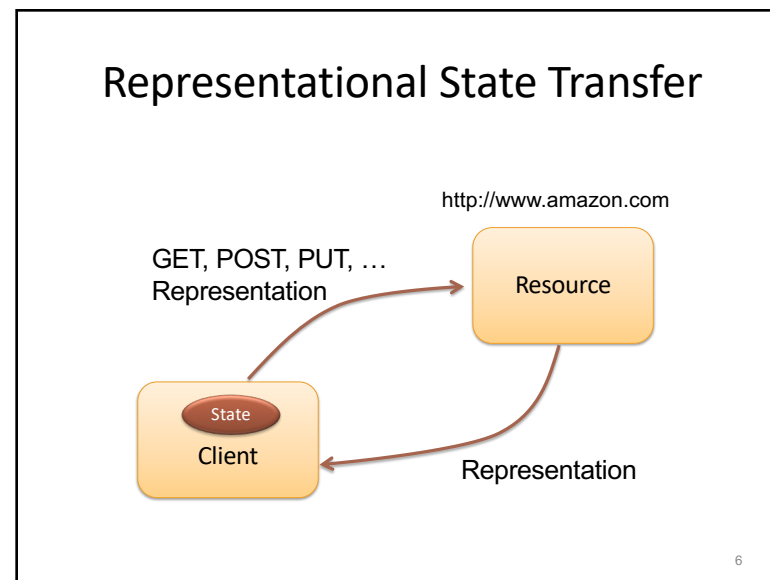 Representational State Transfer
http://www.amazon.com
GET, POST, PUT, …
Representation
Resource
State
Client
Representation
6